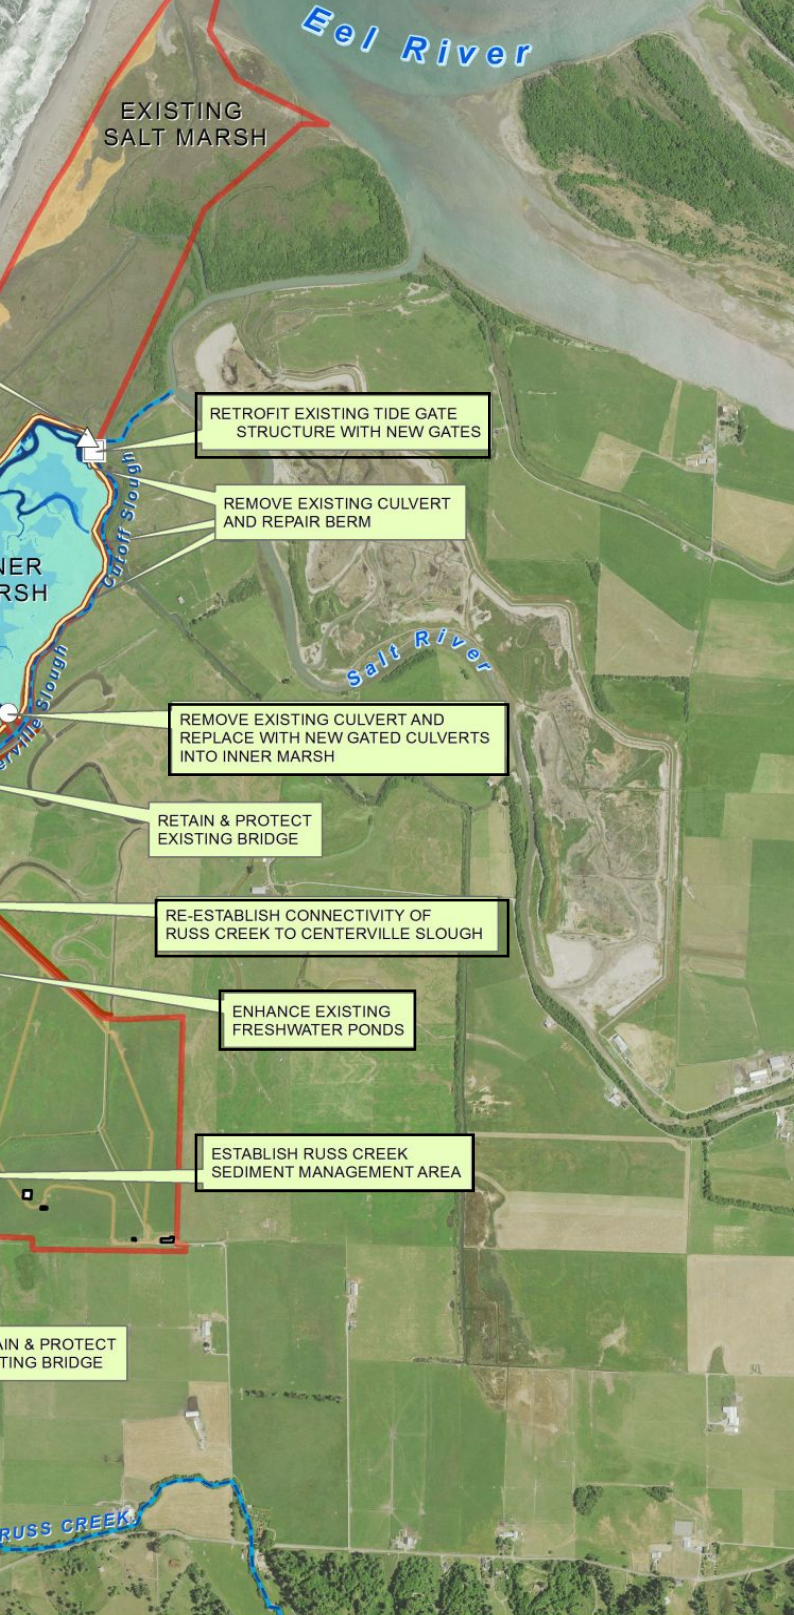 Eel River
EXISTING
SALT MARSH
RETROFIT EXISTING TIDE GATE
STRUCTURE WITH NEW GATES
REMOVE EXISTING CULVERT
AND REPAIR BERM
Cutoff Slough
NER
RSH
Salt River
erville Slough
REMOVE EXISTING CULVERT AND
REPLACE WITH NEW GATED CULVERTS
INTO INNER MARSH
RETAIN & PROTECT
EXISTING BRIDGE
RE-ESTABLISH CONNECTIVITY OF
RUSS CREEK TO CENTERVILLE SLOUGH
ENHANCE EXISTING
FRESHWATER PONDS
ESTABLISH RUSS CREEK
SEDIMENT MANAGEMENT AREA
AIN & PROTECT
TING BRIDGE
RUSS CREEK